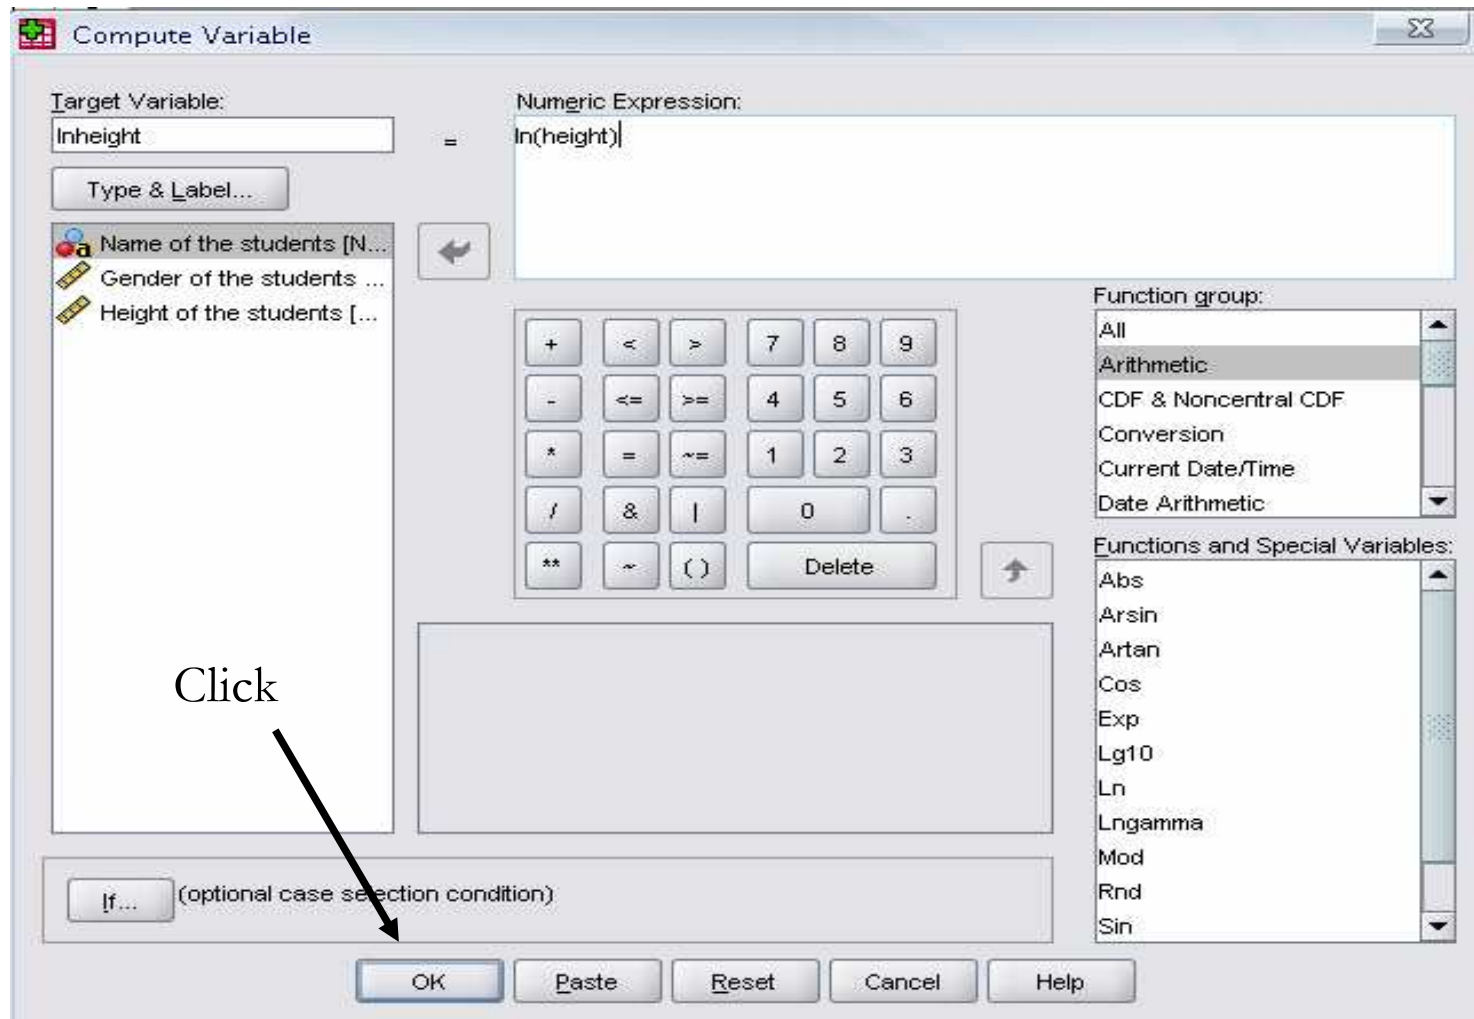 Compute Variable
Target Variable:
lnheight
=
Numeric Expression:
ln(height)
Type & Label...
Name of the students [N...
Gender of the students ...
Height of the students [...
+ < > 7 8 9
- <= >= 4 5 6
* = ~= 1 2 3
/ & | 0 .
** ~ ( ) Delete
Function group:
All
Arithmetic
CDF & Noncentral CDF
Conversion
Current Date/Time
Date Arithmetic
Functions and Special Variables:
Abs
Arsin
Artan
Cos
Exp
Lg10
Ln
Lngamma
Mod
Rnd
Sin
Click
If... (optional case selection condition)
OK Paste Reset Cancel Help